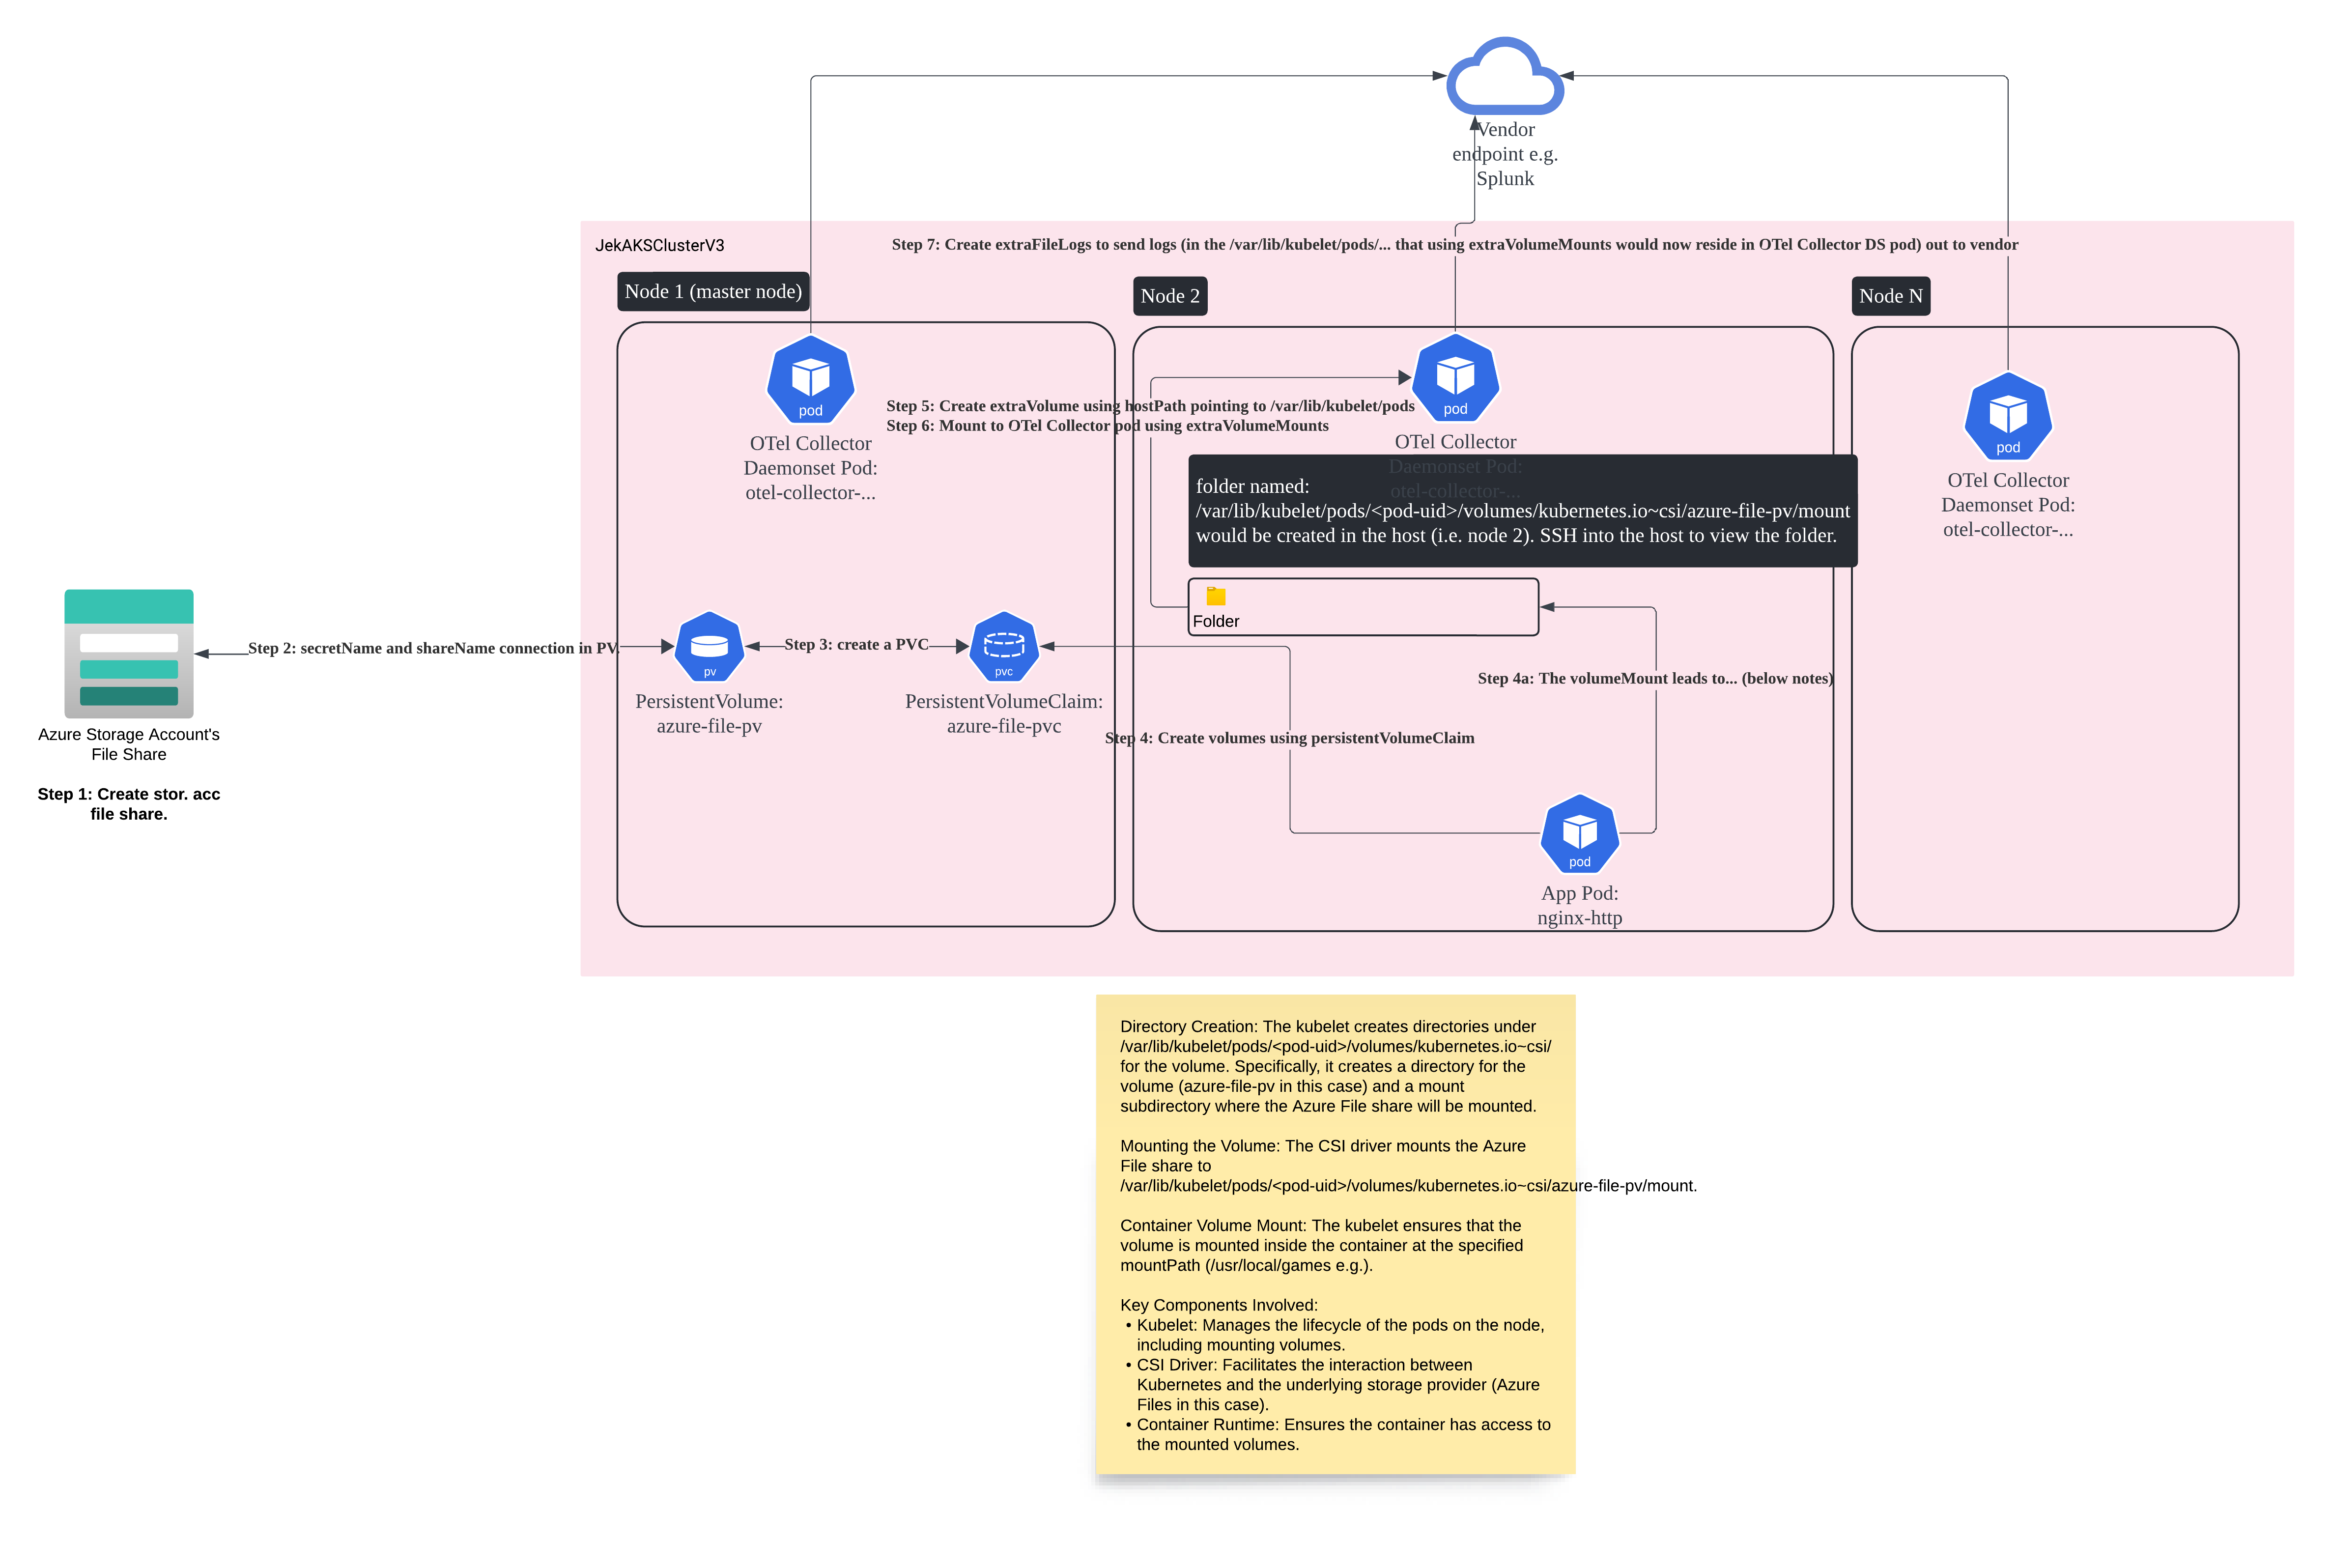 Vendor
endpoint e.g.
Splunk
JekAKSClusterV3
Step 7: Create extraFileLogs to send logs (in the /var/lib/kubelet/pods/... that using extraVolumeMounts would now reside in OTel Collector DS pod) out to vendor
Node 1 (master node)
Node 2
Node N
pod
OTel Collector
Daemonset Pod:
otel-collector-...
Step 5: Create extraVolume using hostPath pointing to /var/lib/kubelet/pods
Step 6: Mount to OTel Collector pod using extraVolumeMounts
pod
OTel Collector
Daemonset Pod:
otel-collector-...
pod
OTel Collector
Daemonset Pod:
otel-collector-...
folder named:
/var/lib/kubelet/pods/<pod-uid>/volumes/kubernetes.io~csi/azure-file-pv/mount
would be created in the host (i.e. node 2). SSH into the host to view the folder.
Folder
Azure Storage Account's
File Share
Step 1: Create stor. acc
file share.
Step 2: secretName and shareName connection in PV.
pv
PersistentVolume:
azure-file-pv
Step 3: create a PVC
pvc
PersistentVolumeClaim:
azure-file-pvc
Step 4a: The volumeMount leads to... (below notes)
Step 4: Create volumes using persistentVolumeClaim
pod
App Pod:
nginx-http
Directory Creation: The kubelet creates directories under
/var/lib/kubelet/pods/<pod-uid>/volumes/kubernetes.io~csi/
for the volume. Specifically, it creates a directory for the
volume (azure-file-pv in this case) and a mount
subdirectory where the Azure File share will be mounted.
Mounting the Volume: The CSI driver mounts the Azure
File share to
/var/lib/kubelet/pods/<pod-uid>/volumes/kubernetes.io~csi/azure-file-pv/mount.
Container Volume Mount: The kubelet ensures that the
volume is mounted inside the container at the specified
mountPath (/usr/local/games e.g.).
Key Components Involved:
• Kubelet: Manages the lifecycle of the pods on the node,
including mounting volumes.
• CSI Driver: Facilitates the interaction between
Kubernetes and the underlying storage provider (Azure
Files in this case).
• Container Runtime: Ensures the container has access to
the mounted volumes.